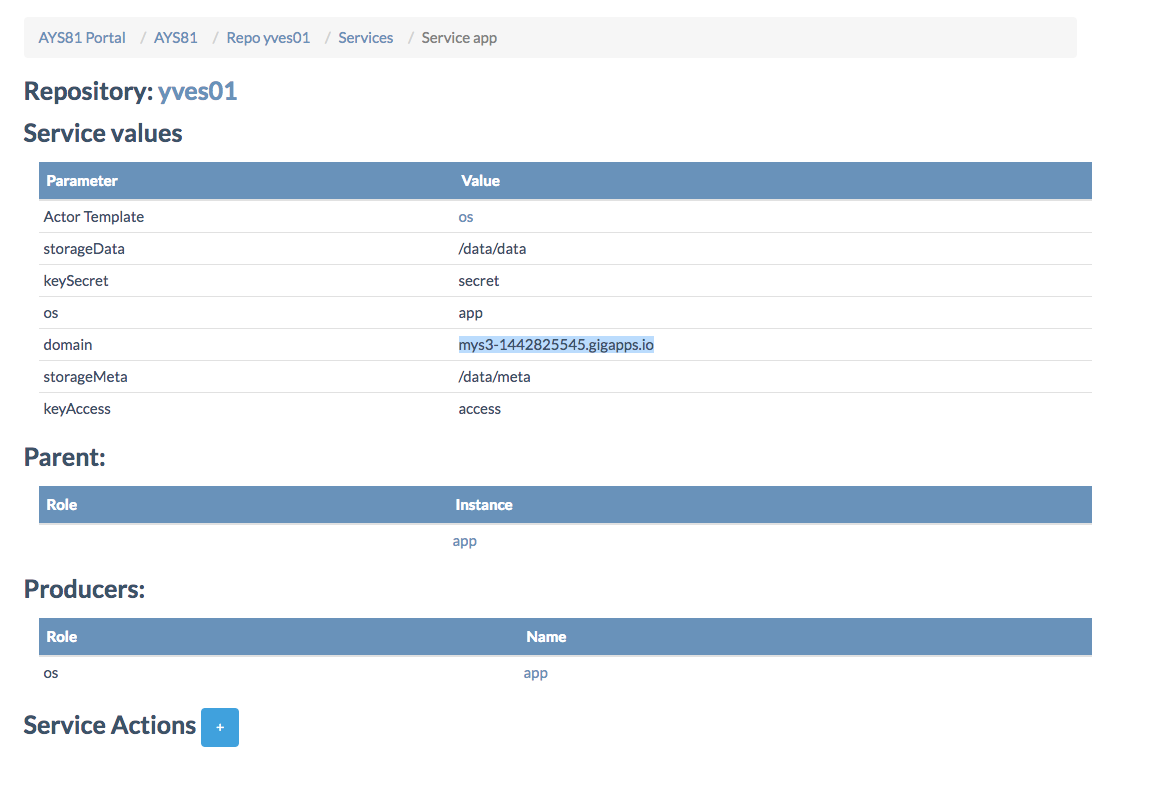 AYS81 Portal / AYS81 / Repo yves01 / Services / Service app
Repository: yves01
Service values
Parameter Value
Actor Template os
storageData /data/data
keySecret secret
os app
domain mys3-1442825545.gigapps.io
storageMeta /data/meta
keyAccess access
Parent:
Role Instance
app
Producers:
Role Name
os app
Service Actions +